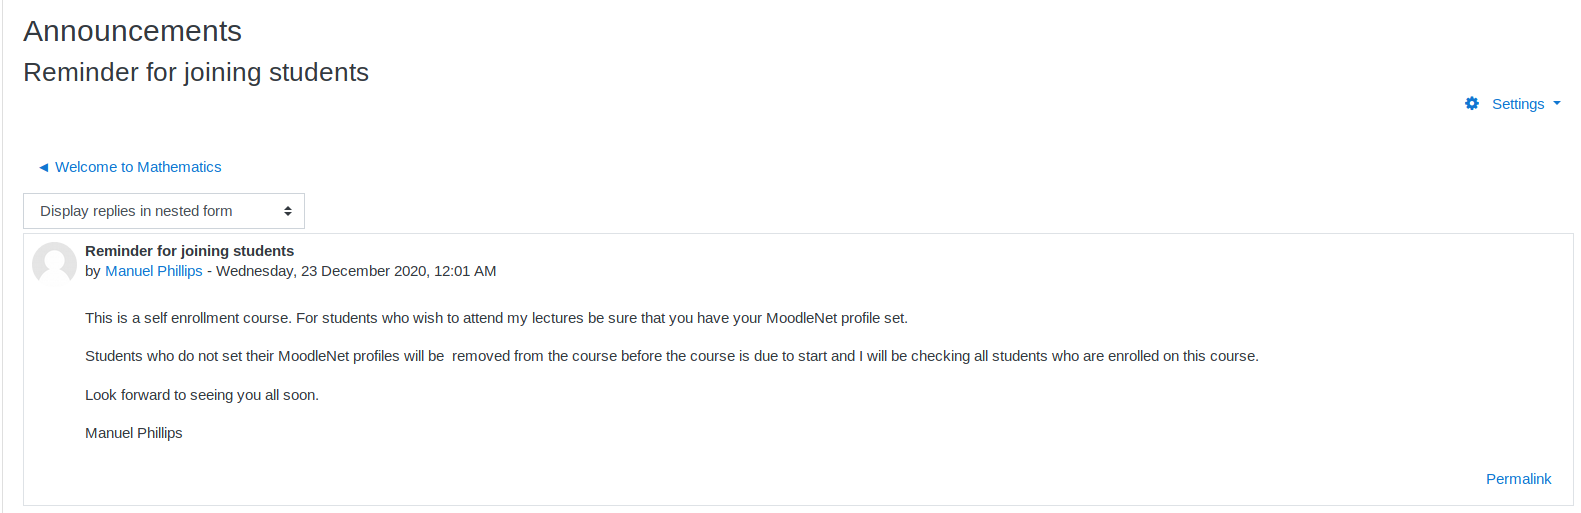 Announcements
Reminder for joining students
Settings
◄ Welcome to Mathematics
Display replies in nested form
Reminder for joining students
by Manuel Phillips - Wednesday, 23 December 2020, 12:01 AM
This is a self enrollment course. For students who wish to attend my lectures be sure that you have your MoodleNet profile set.
Students who do not set their MoodleNet profiles will be  removed from the course before the course is due to start and I will be checking all students who are enrolled on this course.
Look forward to seeing you all soon.
Manuel Phillips
Permalink